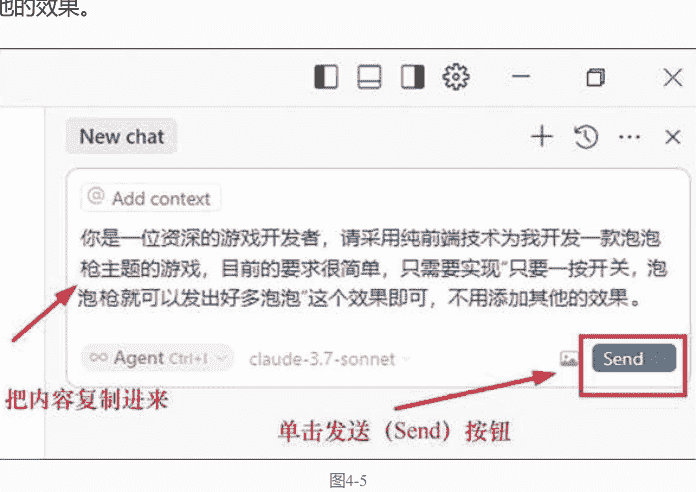 他的效果。
New chat
@ Add context
你是一位资深的游戏开发者，请采用纯前端技术为我开发一款泡泡
枪主题的游戏，目前的要求很简单，只需要实现“只要一按开关，泡
泡枪就可以发出好多泡泡”这个效果即可，不用添加其他的效果。
∞ Agent Ctrl+I
claude-3.7-sonnet
Send
把内容复制进来
单击发送（Send）按钮
图4-5